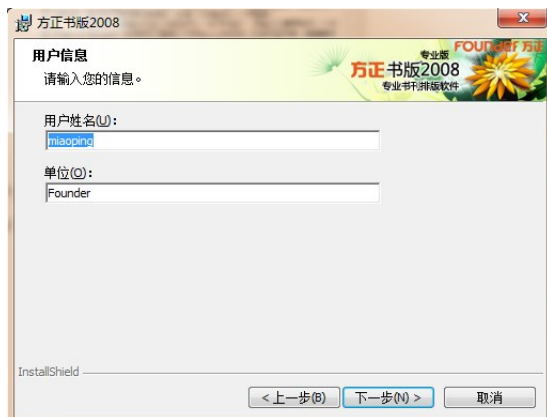 方正书版2008
用户信息
请输入您的信息。
专业版
FOUNDER 方正
方正书版2008
专业书刊排版软件
用户姓名(U)：
miaoping
单位(O)：
Founder
InstallShield
< 上一步(B)
下一步(N) >
取消